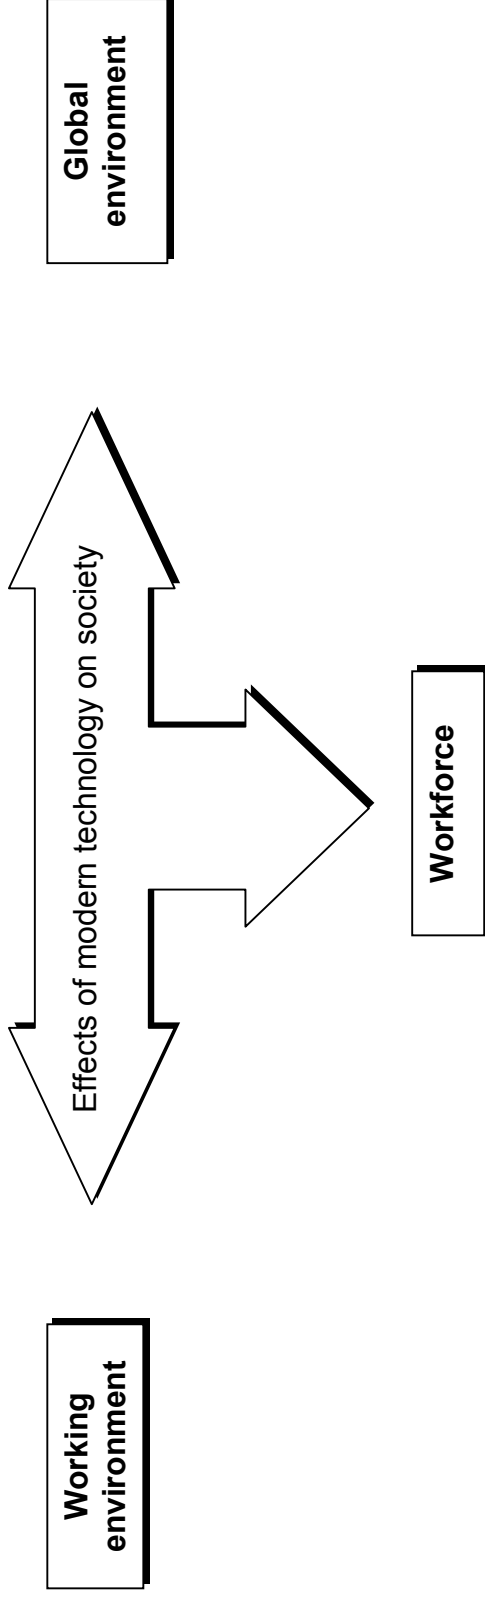 Working
environment
Effects of modern technology on society
Global
environment
Workforce